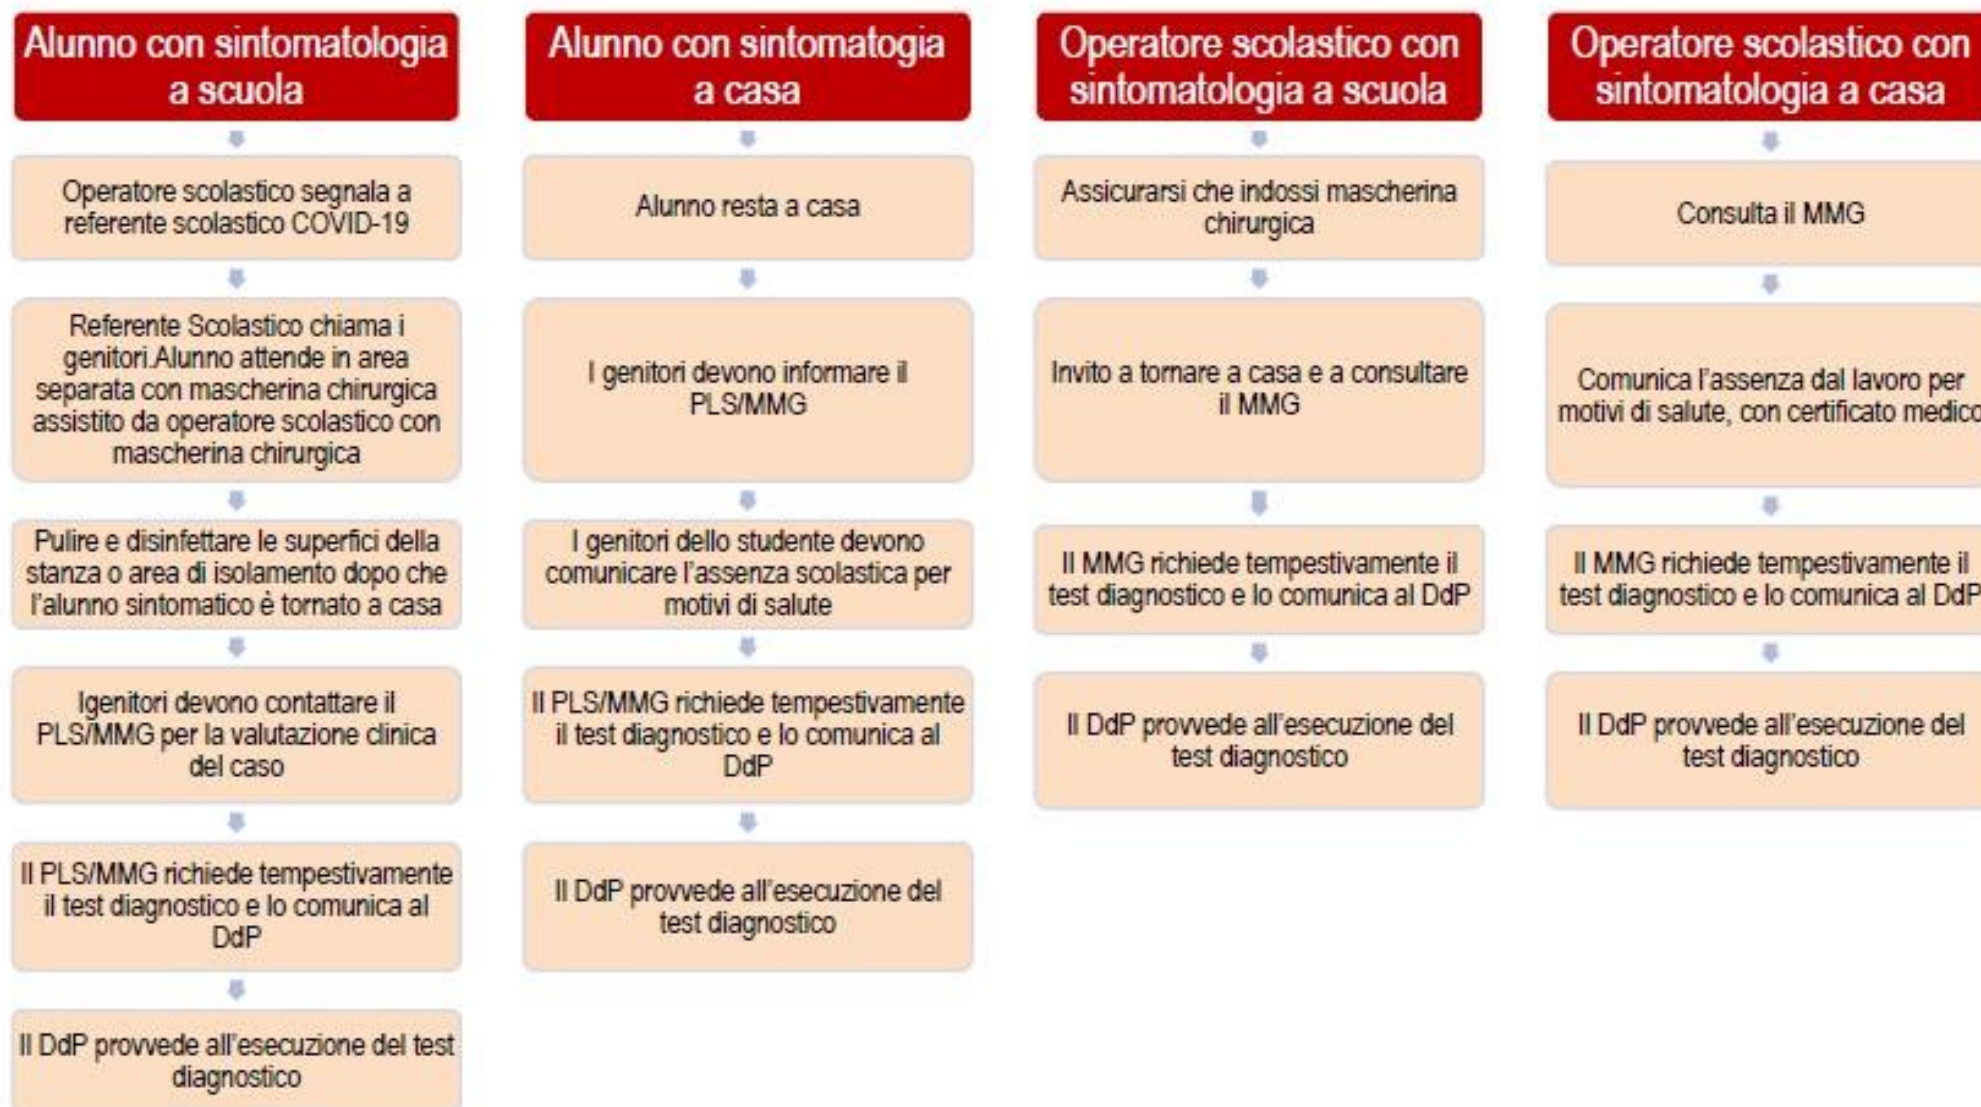 Alunno con sintomatologia
a scuola
Operatore scolastico segnala a
referente scolastico COVID-19
Referente Scolastico chiama i
genitori.Alunno attende in area
separata con mascherina chirurgica
assistito da operatore scolastico con
mascherina chirurgica
Pulire e disinfettare le superfici della
stanza o area di isolamento dopo che
l'alunno sintomatico è tornato a casa
Igenitori devono contattare il
PLS/MMG per la valutazione clinica
del caso
Il PLS/MMG richiede tempestivamente
il test diagnostico e lo comunica al
DdP
Il DdP provvede all'esecuzione del test
diagnostico
Alunno con sintomatogia
a casa
Alunno resta a casa
I genitori devono informare il
PLS/MMG
I genitori dello studente devono
comunicare l'assenza scolastica per
motivi di salute
Il PLS/MMG richiede tempestivamente
il test diagnostico e lo comunica al
DdP
Il DdP provvede all'esecuzione del
test diagnostico
Operatore scolastico con
sintomatologia a scuola
Assicurarsi che indossi mascherina
chirurgica
Invito a tornare a casa e a consultare
il MMG
Il MMG richiede tempestivamente il
test diagnostico e lo comunica al DdP
Il DdP provvede all'esecuzione del
test diagnostico
Operatore scolastico con
sintomatologia a casa
Consulta il MMG
Comunica l'assenza dal lavoro per
motivi di salute, con certificato medico
Il MMG richiede tempestivamente il
test diagnostico e lo comunica al DdP
Il DdP provvede all'esecuzione del
test diagnostico